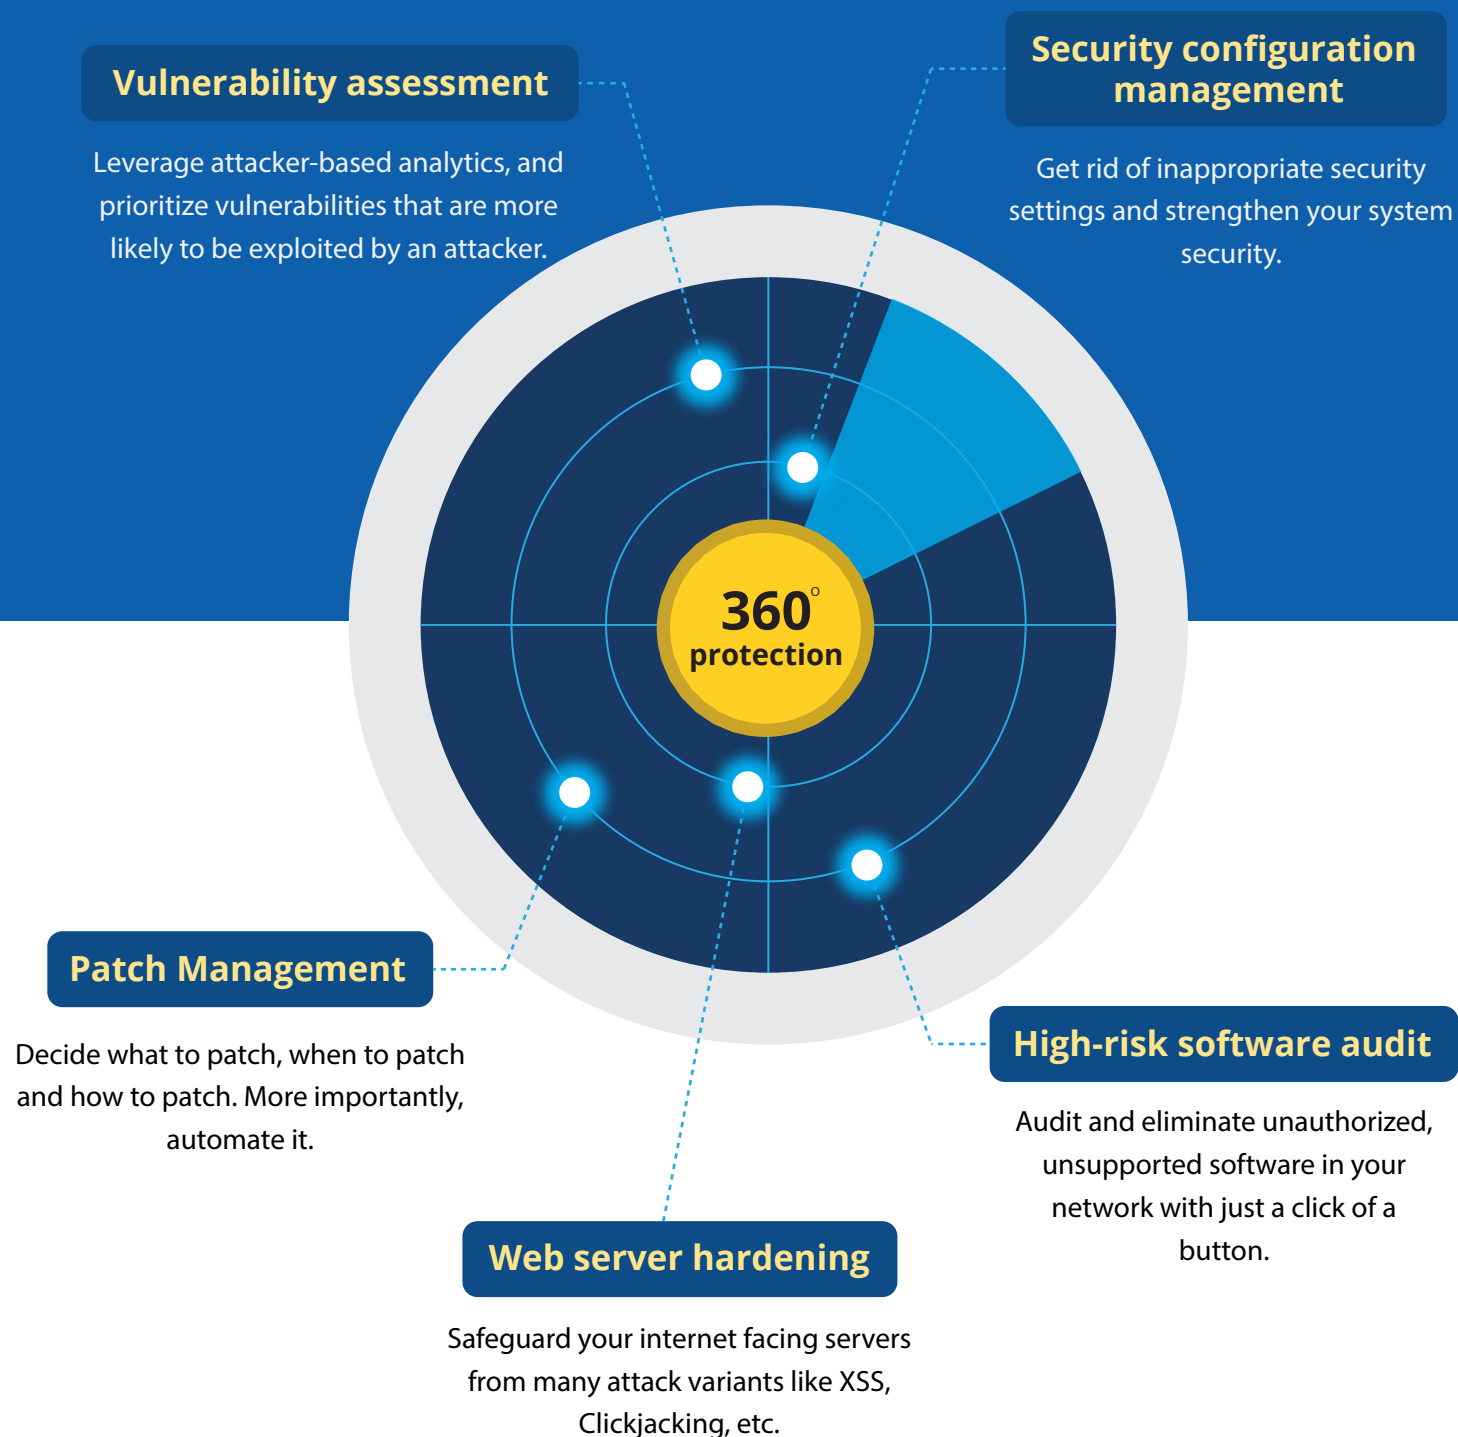 Vulnerability assessment
Leverage attacker-based analytics, and
prioritize vulnerabilities that are more
likely to be exploited by an attacker.
Security configuration
management
Get rid of inappropriate security
settings and strengthen your system
security.
360°
protection
Patch Management
Decide what to patch, when to patch
and how to patch. More importantly,
automate it.
High-risk software audit
Audit and eliminate unauthorized,
unsupported software in your
network with just a click of a
button.
Web server hardening
Safeguard your internet facing servers
from many attack variants like XSS,
Clickjacking, etc.